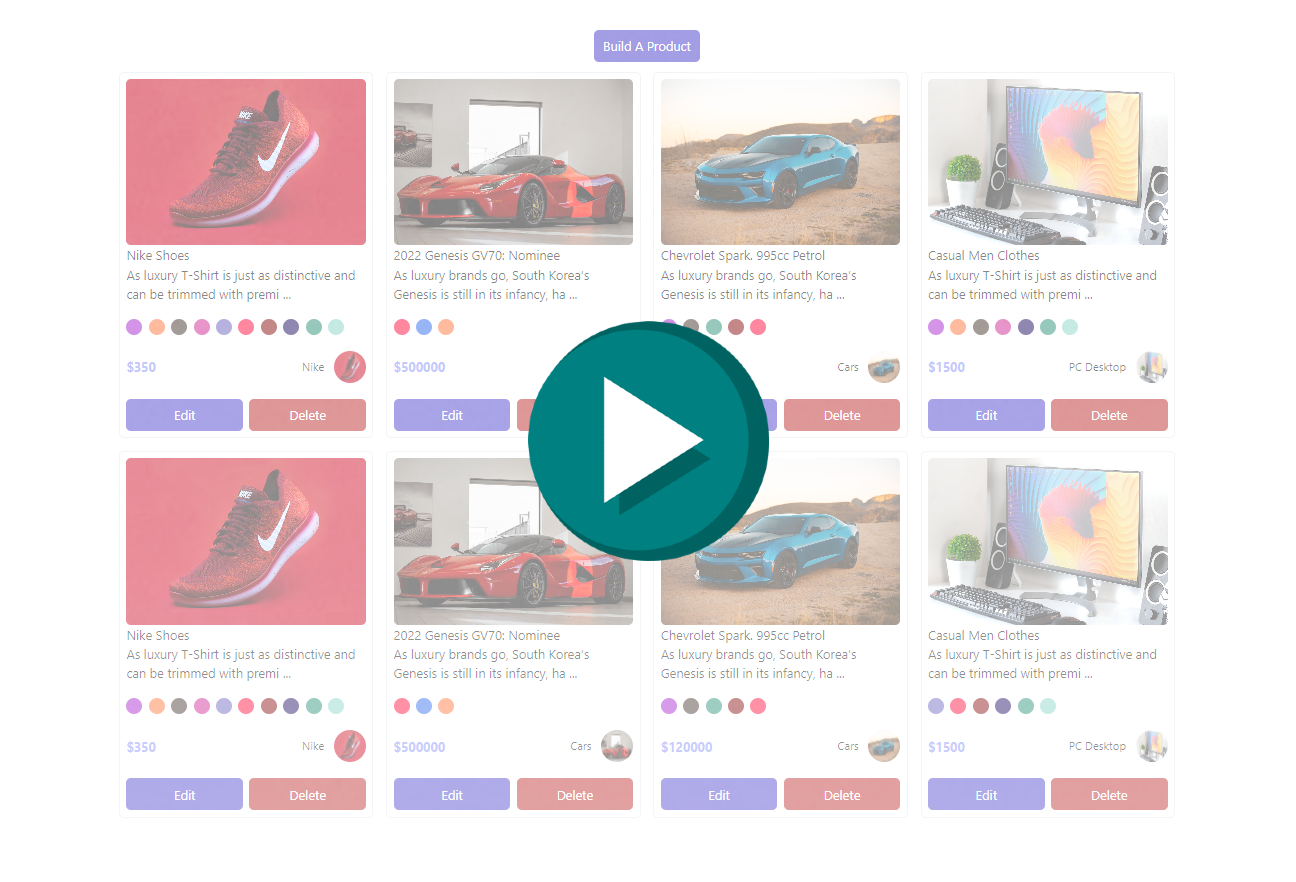 Build A Product
NIKE
Nike Shoes
As luxury T-Shirt is just as distinctive and
can be trimmed with premi ...
$350
Nike
Edit
Delete
2022 Genesis GV70: Nominee
As luxury brands go, South Korea's
Genesis is still in its infancy, ha ...
$500000
Edit
Chevrolet Spark. 995cc Petrol
As luxury brands go, South Korea's
Genesis is still in its infancy, ha ...
Cars
Delete
Casual Men Clothes
As luxury T-Shirt is just as distinctive and
can be trimmed with premi ...
$1500
PC Desktop
Edit
Delete
NIKE
Nike Shoes
As luxury T-Shirt is just as distinctive and
can be trimmed with premi ...
$350
Nike
Edit
Delete
2022 Genesis GV70: Nominee
As luxury brands go, South Korea's
Genesis is still in its infancy, ha ...
$500000
Cars
Edit
Delete
Chevrolet Spark. 995cc Petrol
As luxury brands go, South Korea's
Genesis is still in its infancy, ha ...
$120000
Cars
Edit
Delete
Casual Men Clothes
As luxury T-Shirt is just as distinctive and
can be trimmed with premi ...
$1500
PC Desktop
Edit
Delete